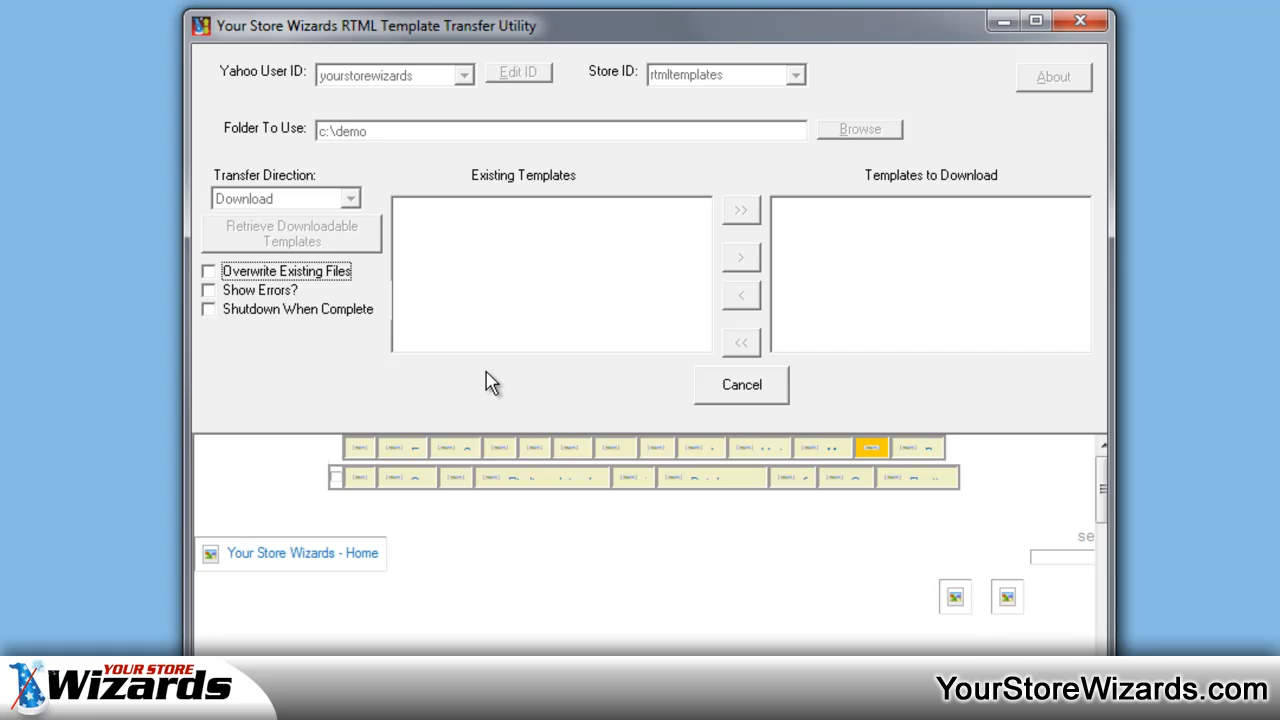 Your Store Wizards RTML Template Transfer Utility
Yahoo User ID: yourstorewizards Edit ID Store ID: rtmltemplates About
Folder To Use: c:\demo Browse
Transfer Direction: Existing Templates Templates to Download
Download
Retrieve Downloadable
Templates
>>
>
<
<<
Overwrite Existing Files
Show Errors?
Shutdown When Complete
Cancel
Your Store Wizards - Home
se
YOUR STORE
Wizards
YourStoreWizards.com